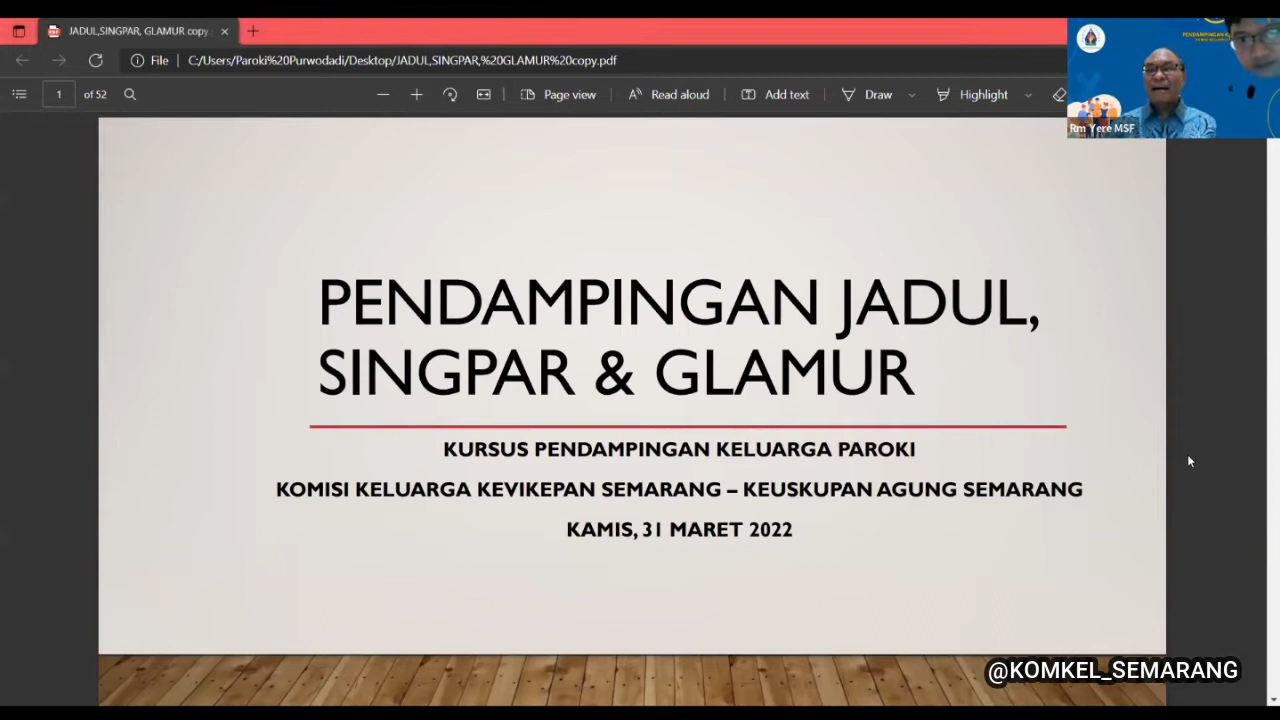 JADUL,SINGPAR, GLAMUR copy.
File
C:/Users/Paroki%20Purwodadi/Desktop/JADUL,SINGPAR,%20GLAMUR%20copy.pdf
1 of 52
Page view
Read aloud
Add text
Draw
Highlight
Rm Yere MSF
PENDAMPINGAN JADUL,
SINGPAR & GLAMUR
KURSUS PENDAMPINGAN KELUARGA PAROKI
KOMISI KELUARGA KEVIKEPAN SEMARANG – KEUSKUPAN AGUNG SEMARANG
KAMIS, 31 MARET 2022
@KOMKEL_SEMARANG